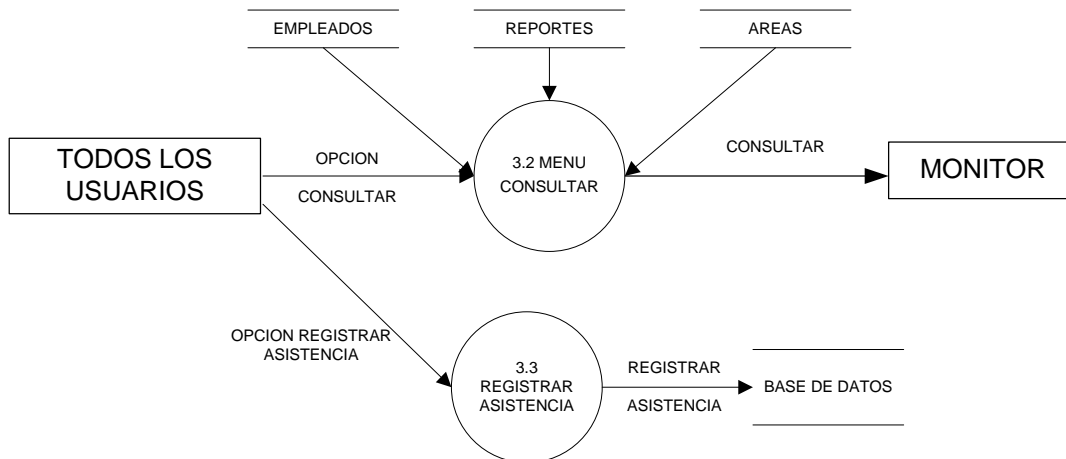 EMPLEADOS
REPORTES
AREAS
TODOS LOS
USUARIOS
OPCION
CONSULTAR
3.2 MENU
CONSULTAR
CONSULTAR
MONITOR
OPCION REGISTRAR
ASISTENCIA
3.3
REGISTRAR
ASISTENCIA
REGISTRAR
ASISTENCIA
BASE DE DATOS